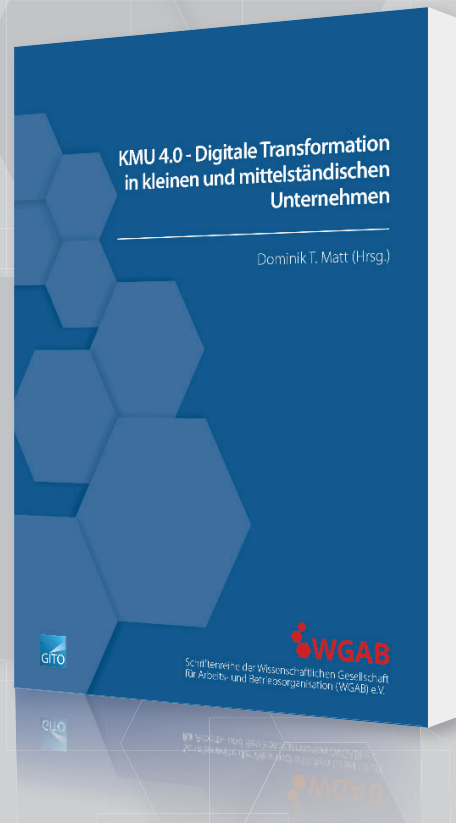 KMU 4.0 - Digitale Transformation
in kleinen und mittelständischen
Unternehmen
Dominik T. Matt (Hrsg.)
WGAB
GITO
Schriftenreihe der Wissenschaftlichen Gesellschaft
für Arbeits- und Betriebsorganisation (WGAB) e.V.